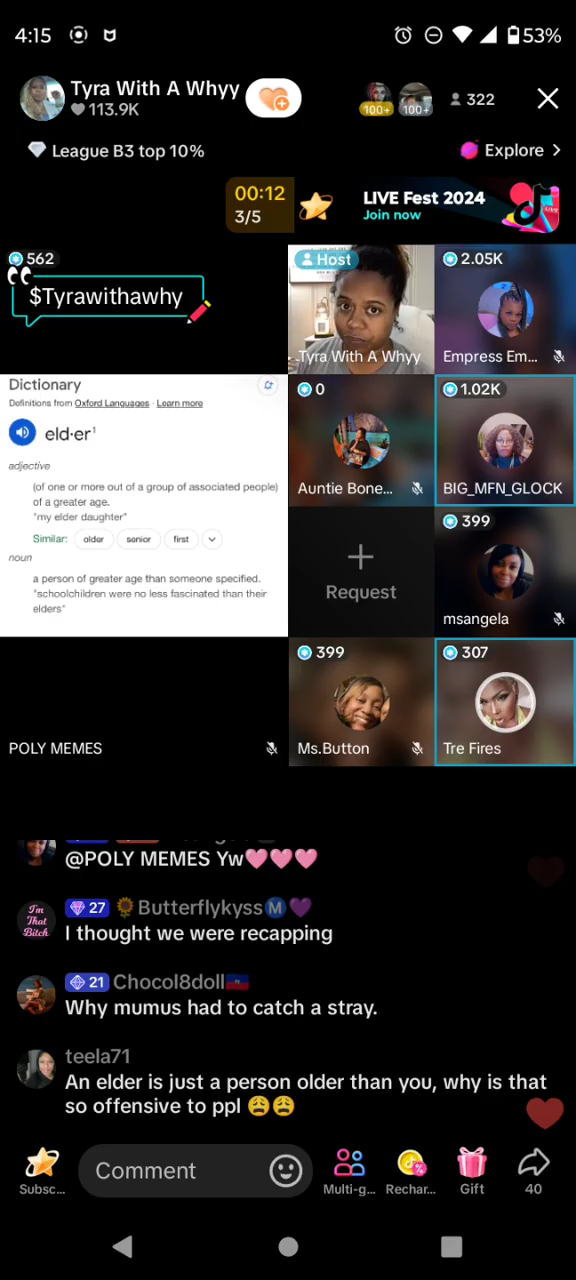 4:15
53%
Tyra With A Whyy
113.9K
100+
100+
322
League B3 top 10%
Explore >
00:12
3/5
LIVE Fest 2024
Join now
562
$Tyrawithawhy
Host
Tyra With A Whyy
2.05K
Empress Em...
Dictionary
Definitions from Oxford Languages · Learn more
eld·er¹
adjective
(of one or more out of a group of associated people)
of a greater age.
"my elder daughter"
Similar: older senior first
noun
a person of greater age than someone specified.
"schoolchildren were no less fascinated than their
elders"
0
Auntie Bone...
1.02K
BIG_MFN_GLOCK
Request
399
msangela
POLY MEMES
399
Ms.Button
307
Tre Fires
@POLY MEMES Yw🩷🩷🩷
I'm
That
Bitch
27 🌻ButterflykyssⓂ️💜
I thought we were recapping
21 Chocol8doll🇭🇹
Why mumus had to catch a stray.
teela71
An elder is just a person older than you, why is that
so offensive to ppl 😩😩
Subsc...
Comment
Multi-g...
Rechar...
Gift
40